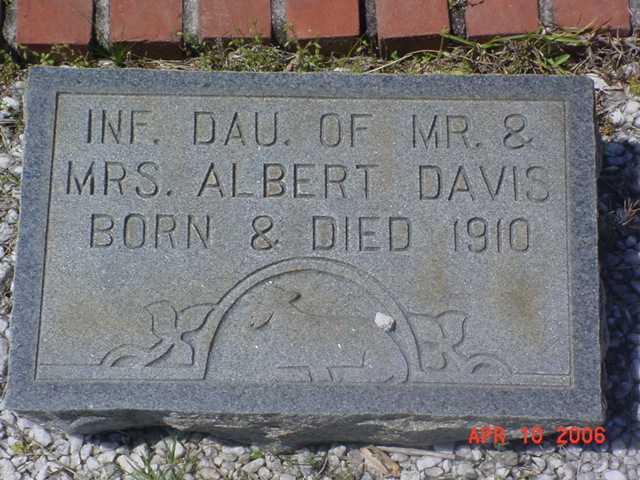 INF. DAU. OF MR. &
MRS. ALBERT DAVIS
BORN & DIED 1910
APR 10 2006